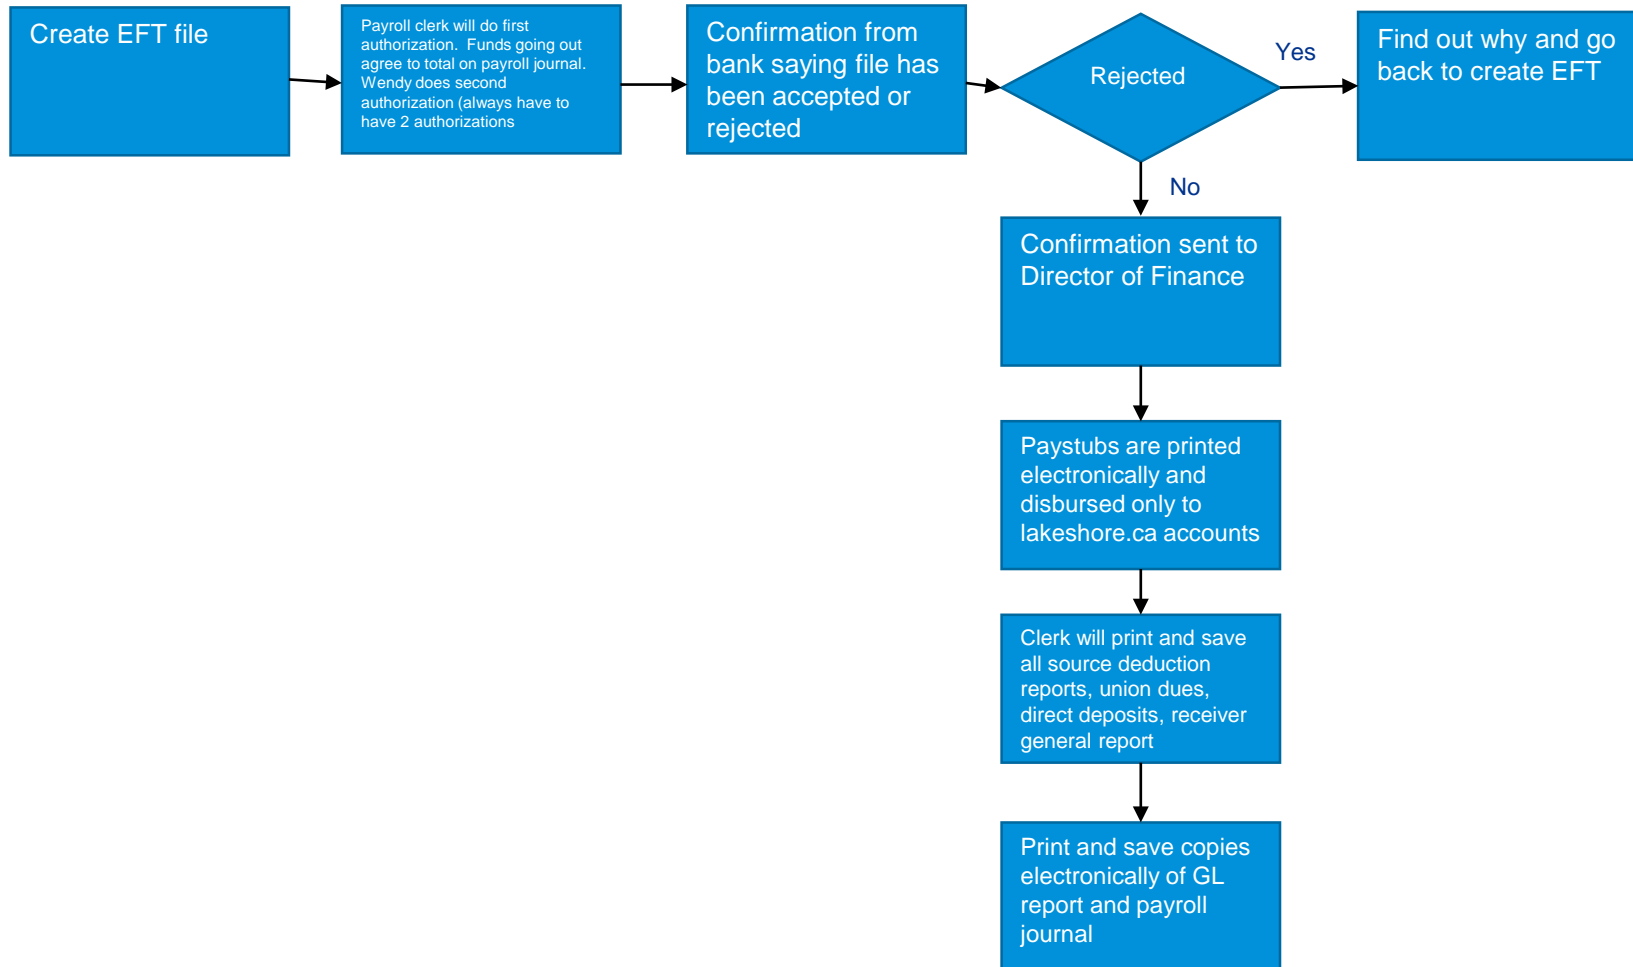 Create EFT file
Payroll clerk will do first
authorization.  Funds going out
agree to total on payroll journal.
Wendy does second
authorization (always have to
have 2 authorizations
Confirmation from
bank saying file has
been accepted or
rejected
Rejected
Yes
Find out why and go
back to create EFT
No
Confirmation sent to
Director of Finance
Paystubs are printed
electronically and
disbursed only to
lakeshore.ca accounts
Clerk will print and save
all source deduction
reports, union dues,
direct deposits, receiver
general report
Print and save copies
electronically of GL
report and payroll
journal